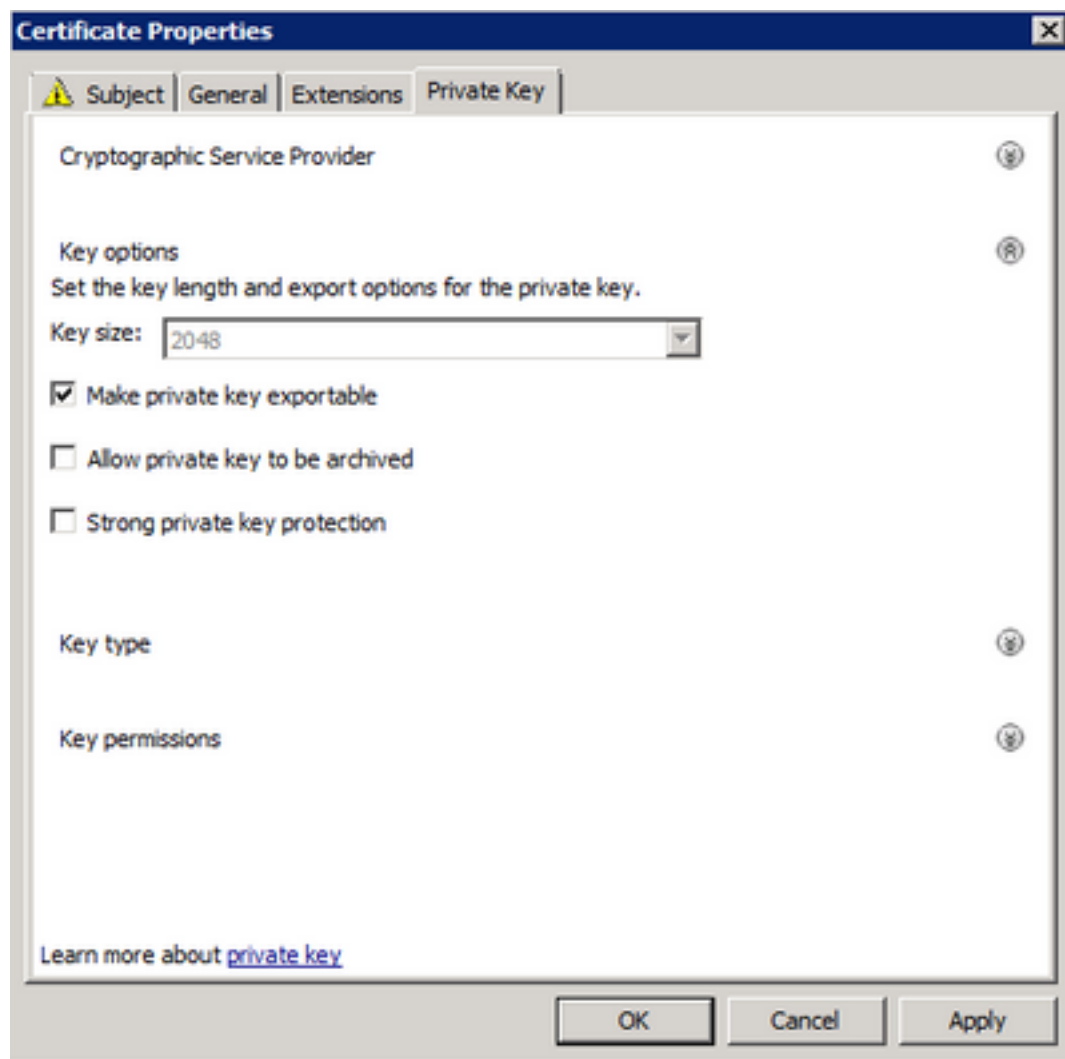 Certificate Properties
Subject General Extensions Private Key
Cryptographic Service Provider
Key options
Set the key length and export options for the private key.
Key size: 2048
Make private key exportable
Allow private key to be archived
Strong private key protection
Key type
Key permissions
Learn more about private key
OK Cancel Apply